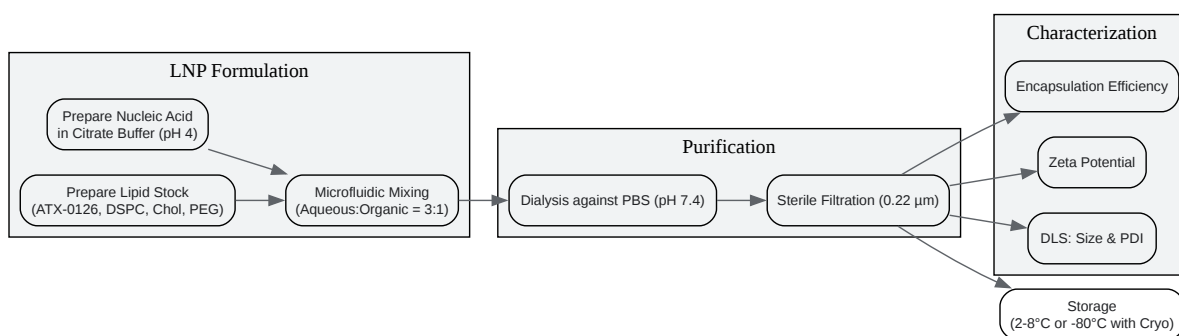 LNP Formulation
Prepare Nucleic Acid
in Citrate Buffer (pH 4)
Prepare Lipid Stock
(ATX-0126, DSPC, Chol, PEG)
Microfluidic Mixing
(Aqueous:Organic = 3:1)
Purification
Dialysis against PBS (pH 7.4)
Sterile Filtration (0.22 µm)
Characterization
Encapsulation Efficiency
Zeta Potential
DLS: Size & PDI
Storage
(2-8°C or -80°C with Cryo)